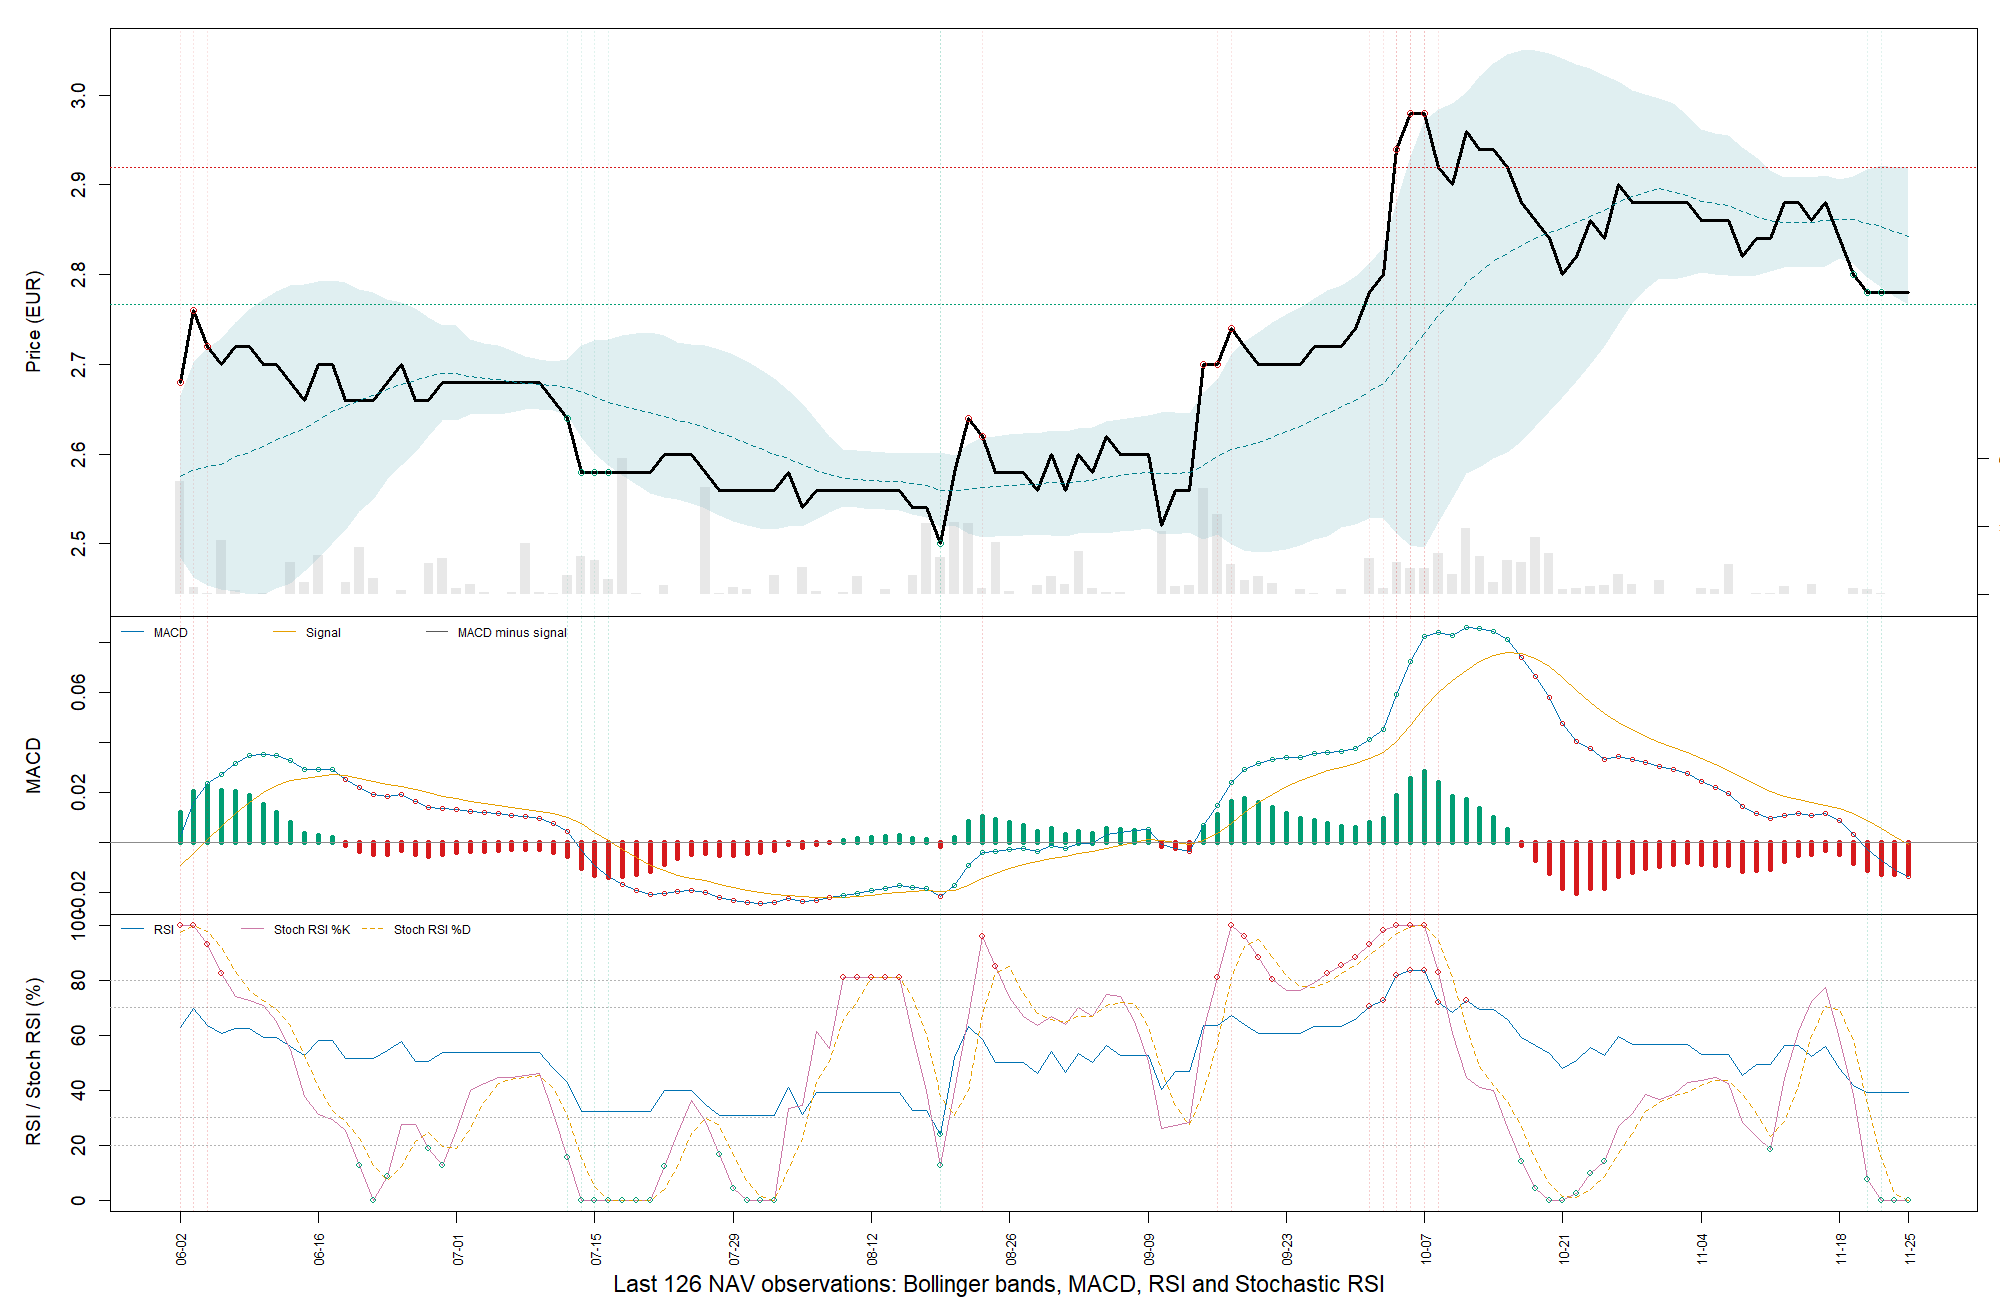 Price (EUR)
3.0
2.9
2.8
2.7
2.6
2.5
MACD
Signal
MACD minus signal
MACD
0.06
0.02
-0.02
RSI
Stoch RSI %K
Stoch RSI %D
RSI / Stoch RSI (%)
100
80
60
40
20
0
06-02
06-16
07-01
07-15
07-29
08-12
08-26
09-09
09-23
10-07
10-21
11-04
11-18
11-25
Last 126 NAV observations: Bollinger bands, MACD, RSI and Stochastic RSI